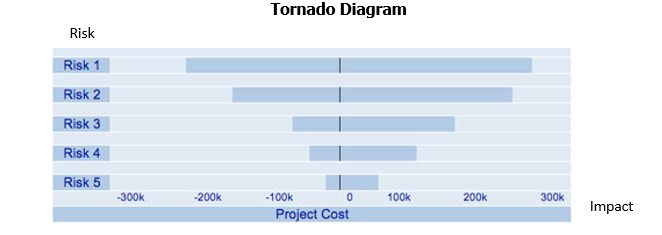 Tornado Diagram
Risk
Risk 1
Risk 2
Risk 3
Risk 4
Risk 5
-300k -200k -100k 0 100k 200k 300k
Project Cost
Impact